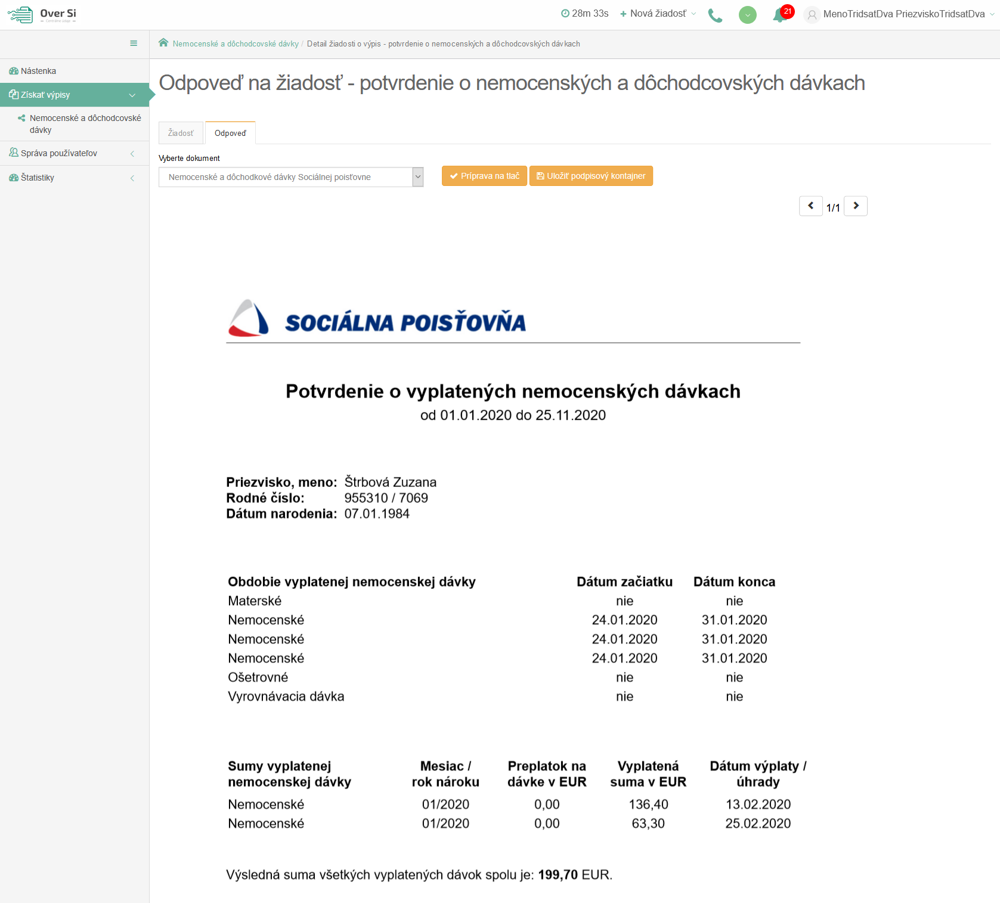 Over Si
Centrálne údaje
28m 33s
Nová žiadosť
21
MenoTridsatDva PriezviskoTridsatDva
Nemocenské a dôchodcovské dávky / Detail žiadosti o výpis - potvrdenie o nemocenských a dôchodcovských dávkach
Nástenka
Získať výpisy
Nemocenské a dôchodcovské
dávky
Správa používateľov
Štatistiky
Odpoveď na žiadosť - potvrdenie o nemocenských a dôchodcovských dávkach
Žiadosť
Odpoveď
Vyberte dokument
Nemocenské a dôchodkové dávky Sociálnej poisťovne
Príprava na tlač
Uložiť podpisový kontajner
1/1
SOCIÁLNA POISŤOVŇA
Potvrdenie o vyplatených nemocenských dávkach
od 01.01.2020 do 25.11.2020
Priezvisko, meno: Štrbová Zuzana
Rodné číslo: 955310 / 7069
Dátum narodenia: 07.01.1984
Obdobie vyplatenej nemocenskej dávky Dátum začiatku Dátum konca
Materské nie nie
Nemocenské 24.01.2020 31.01.2020
Nemocenské 24.01.2020 31.01.2020
Nemocenské 24.01.2020 31.01.2020
Ošetrovné nie nie
Vyrovnávacia dávka nie nie
Sumy vyplatenej Mesiac / Preplatok na Vyplatená Dátum výplaty /
nemocenskej dávky rok nároku dávke v EUR suma v EUR úhrady
Nemocenské 01/2020 0,00 136,40 13.02.2020
Nemocenské 01/2020 0,00 63,30 25.02.2020
Výsledná suma všetkých vyplatených dávok spolu je: 199,70 EUR.